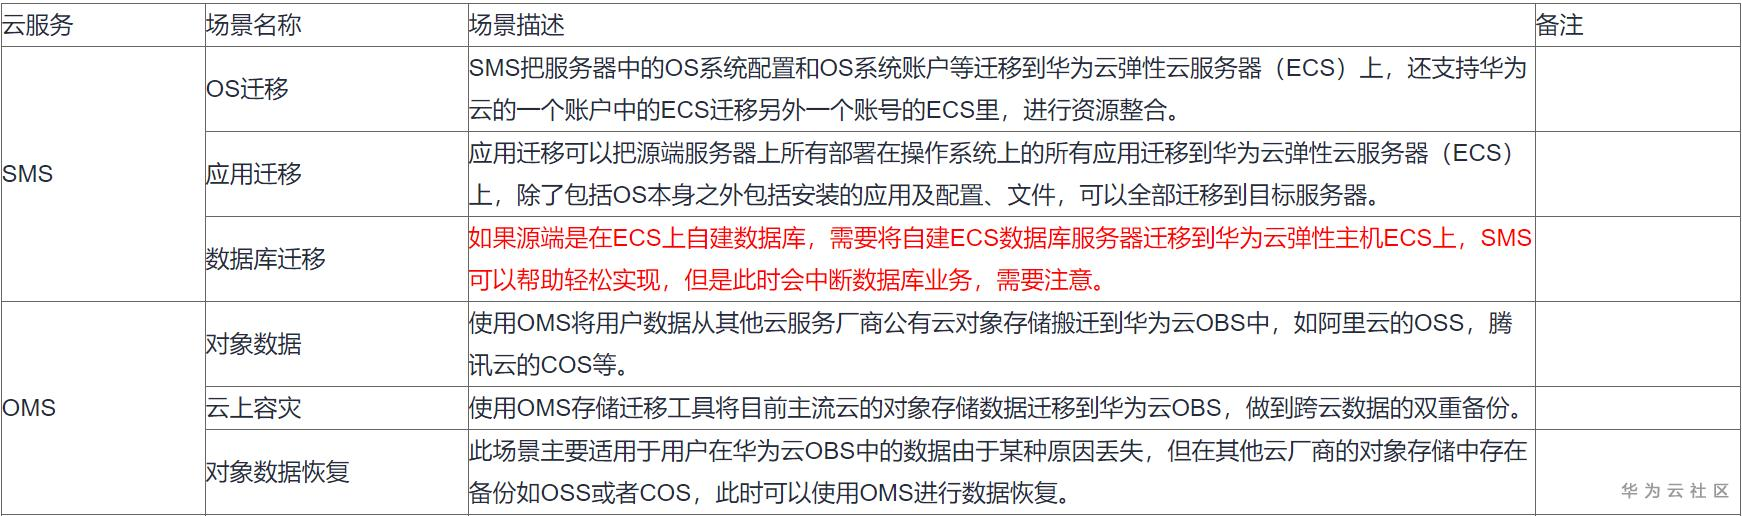 云服务 场景名称 场景描述 备注
SMS
OS迁移
SMS把服务器中的OS系统配置和OS系统账户等迁移到华为云弹性云服务器（ECS）上，还支持华为
云的一个账户中的ECS迁移另外一个账号的ECS里，进行资源整合。
应用迁移
应用迁移可以把源端服务器上所有部署在操作系统上的所有应用迁移到华为云弹性云服务器（ECS）
上，除了包括OS本身之外包括安装的应用及配置、文件，可以全部迁移到目标服务器。
数据库迁移
如果源端是在ECS上自建数据库，需要将自建ECS数据库服务器迁移到华为云弹性主机ECS上，SMS
可以帮助轻松实现，但是此时会中断数据库业务，需要注意。
OMS
对象数据
使用OMS将用户数据从其他云服务厂商公有云对象存储搬迁到华为云OBS中，如阿里云的OSS，腾
讯云的COS等。
云上容灾
使用OMS存储迁移工具将目前主流云的对象存储数据迁移到华为云OBS，做到跨云数据的双重备份。
对象数据恢复
此场景主要适用于用户在华为云OBS中的数据由于某种原因丢失，但在其他云厂商的对象存储中存在
备份如OSS或者COS，此时可以使用OMS进行数据恢复。
华为云社区